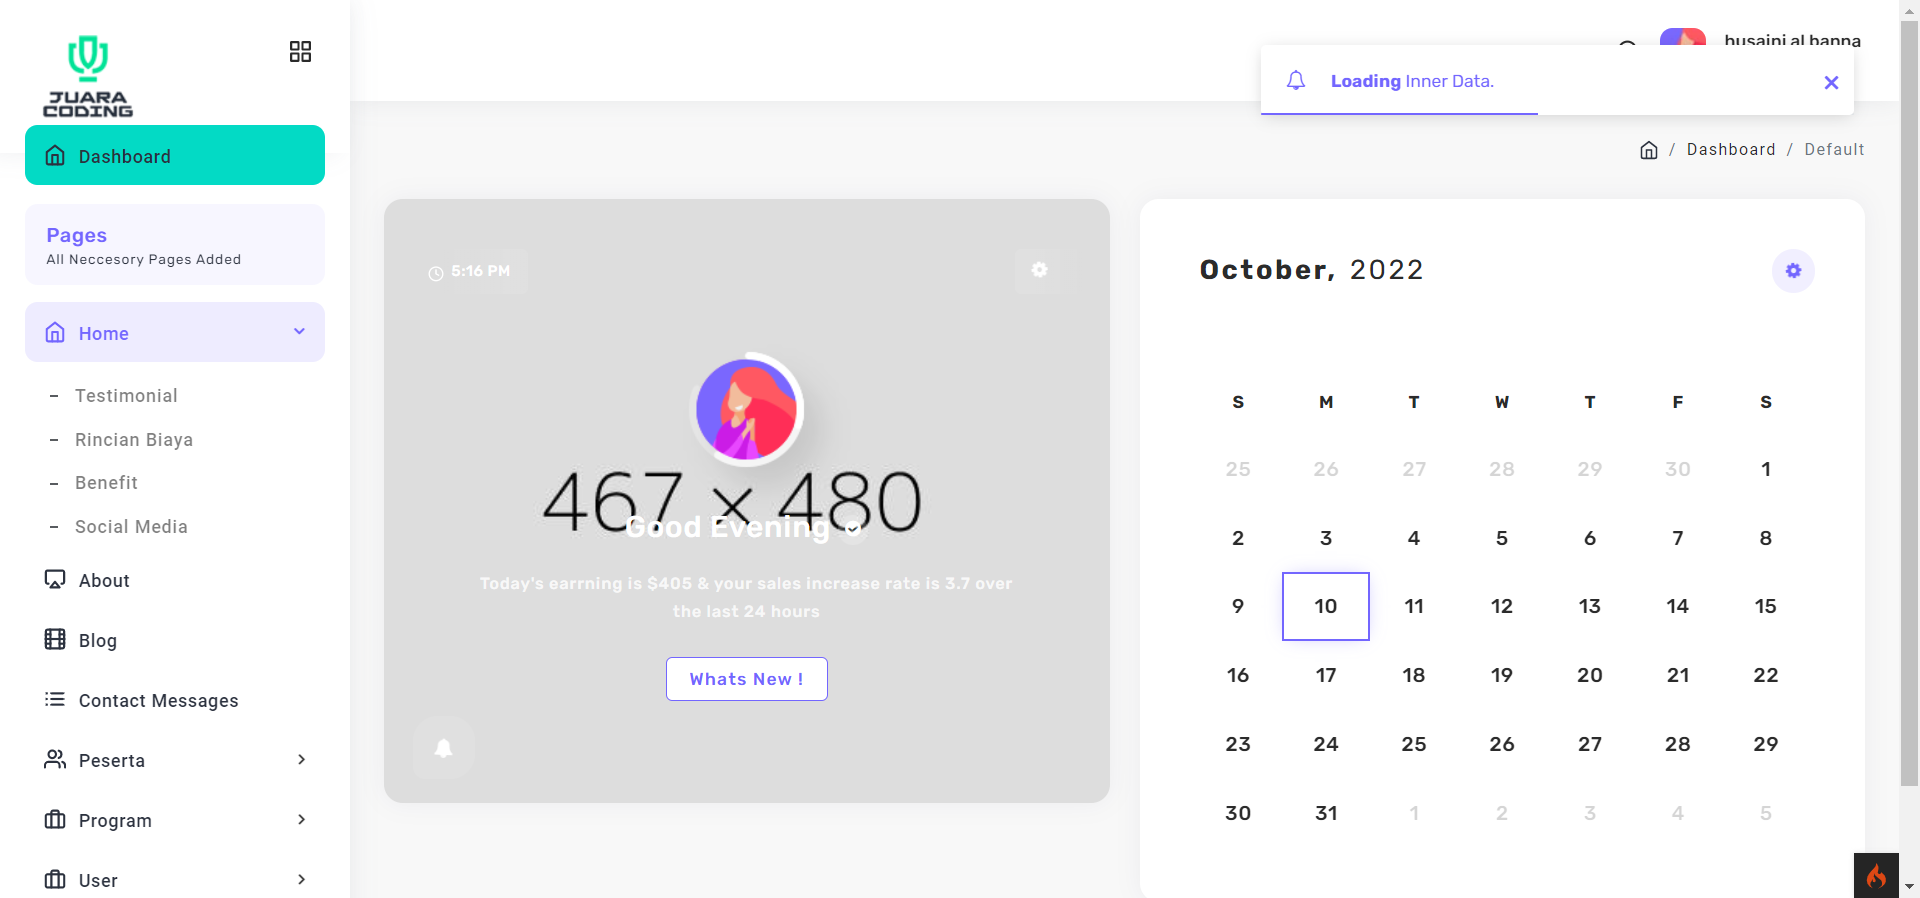 JUARA
CODING
husaini al banna
Loading Inner Data.
/ Dashboard / Default
Dashboard
Pages
All Neccesory Pages Added
Home
– Testimonial
– Rincian Biaya
– Benefit
– Social Media
About
Blog
Contact Messages
Peserta
Program
User
5:16 PM
467 × 480
Good Evening
Today's earrning is $405 & your sales increase rate is 3.7 over
the last 24 hours
Whats New !
October, 2022
S M T W T F S
25 26 27 28 29 30 1
2 3 4 5 6 7 8
9 10 11 12 13 14 15
16 17 18 19 20 21 22
23 24 25 26 27 28 29
30 31 1 2 3 4 5